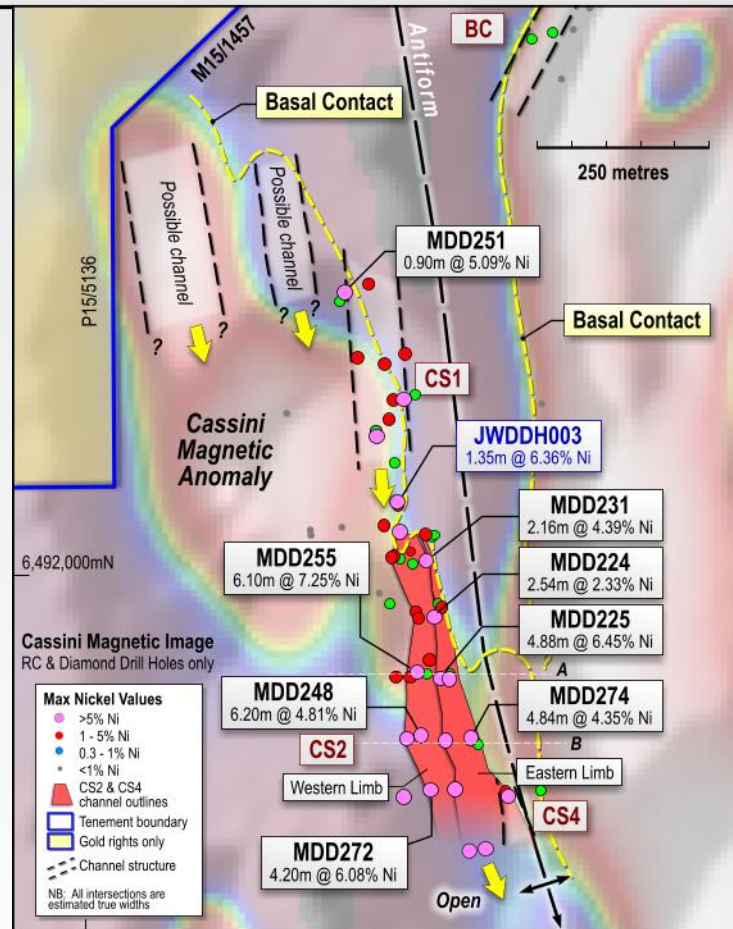 M15/1457
P15/5136
Basal Contact
Antiform
BC
250 metres
Possible channel
Possible channel
?
?
?
?
MDD251
0.90m @ 5.09% Ni
Basal Contact
CS1
Cassini
Magnetic
Anomaly
JWDDH003
1.35m @ 6.36% Ni
MDD231
2.16m @ 4.39% Ni
MDD255
6.10m @ 7.25% Ni
MDD224
2.54m @ 2.33% Ni
6,492,000mN
MDD225
4.88m @ 6.45% Ni
A
Cassini Magnetic Image
RC & Diamond Drill Holes only
MDD248
6.20m @ 4.81% Ni
MDD274
4.84m @ 4.35% Ni
B
CS2
Western Limb
Eastern Limb
CS4
MDD272
4.20m @ 6.08% Ni
Open
Max Nickel Values
>5% Ni
1 - 5% Ni
0.3 - 1% Ni
<1% Ni
CS2 & CS4
channel outlines
Tenement boundary
Gold rights only
Channel structure
NB: All intersections are
estimated true widths